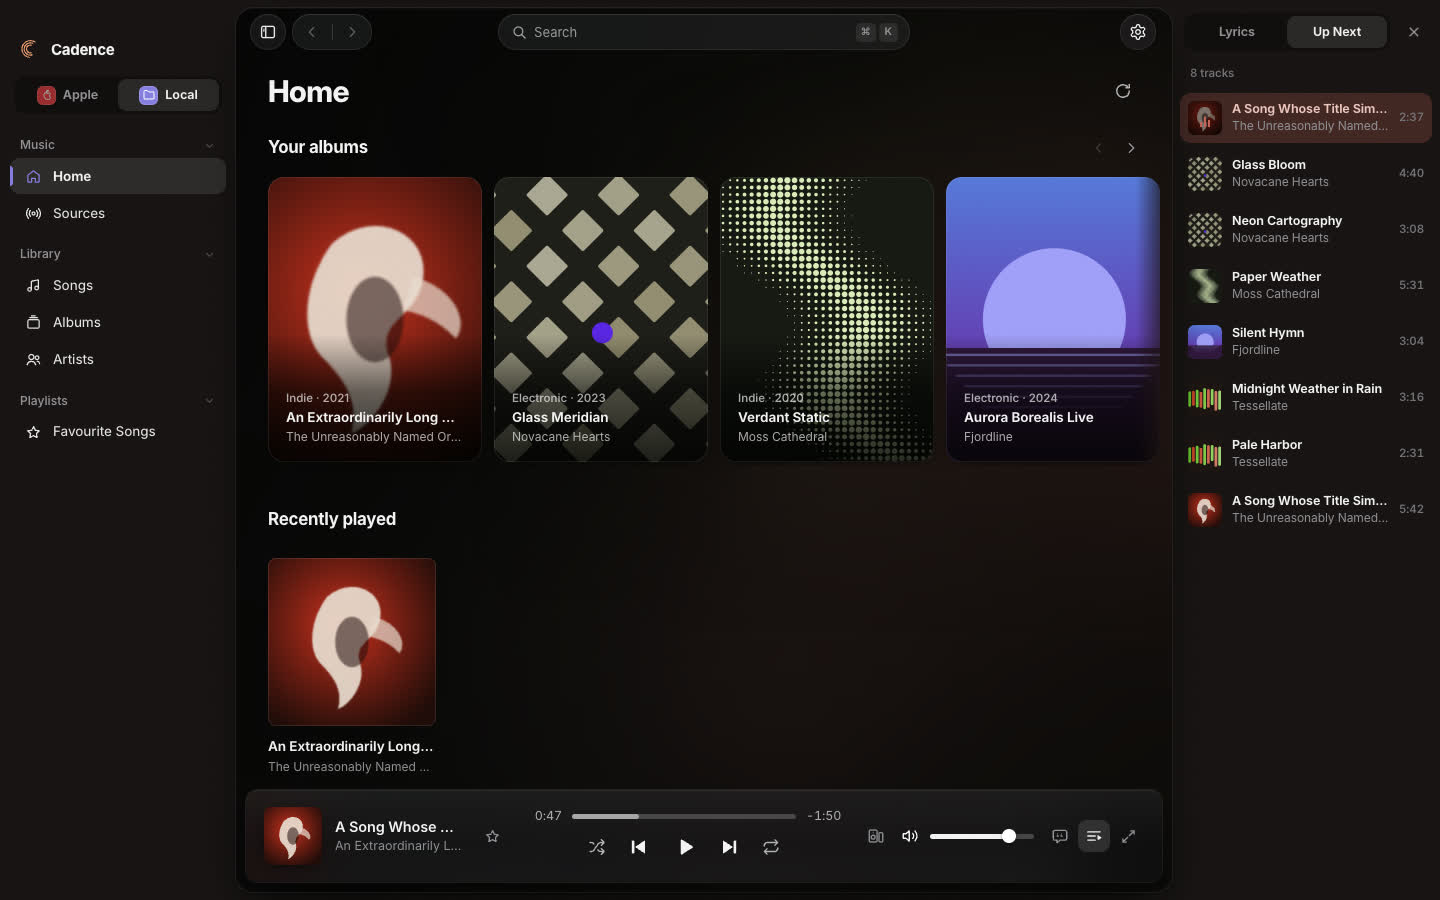 Cadence
Apple
Local
Music
Home
Sources
Library
Songs
Albums
Artists
Playlists
Favourite Songs
Search
⌘ K
Home
Your albums
Indie · 2021
An Extraordinarily Long ...
The Unreasonably Named Or...
Electronic · 2023
Glass Meridian
Novacane Hearts
Indie · 2020
Verdant Static
Moss Cathedral
Electronic · 2024
Aurora Borealis Live
Fjordline
Recently played
An Extraordinarily Long...
The Unreasonably Named ...
A Song Whose ...
An Extraordinarily L...
0:47
-1:50
Lyrics
Up Next
8 tracks
A Song Whose Title Sim...
The Unreasonably Named...
2:37
Glass Bloom
Novacane Hearts
4:40
Neon Cartography
Novacane Hearts
3:08
Paper Weather
Moss Cathedral
5:31
Silent Hymn
Fjordline
3:04
Midnight Weather in Rain
Tessellate
3:16
Pale Harbor
Tessellate
2:31
A Song Whose Title Sim...
The Unreasonably Named...
5:42